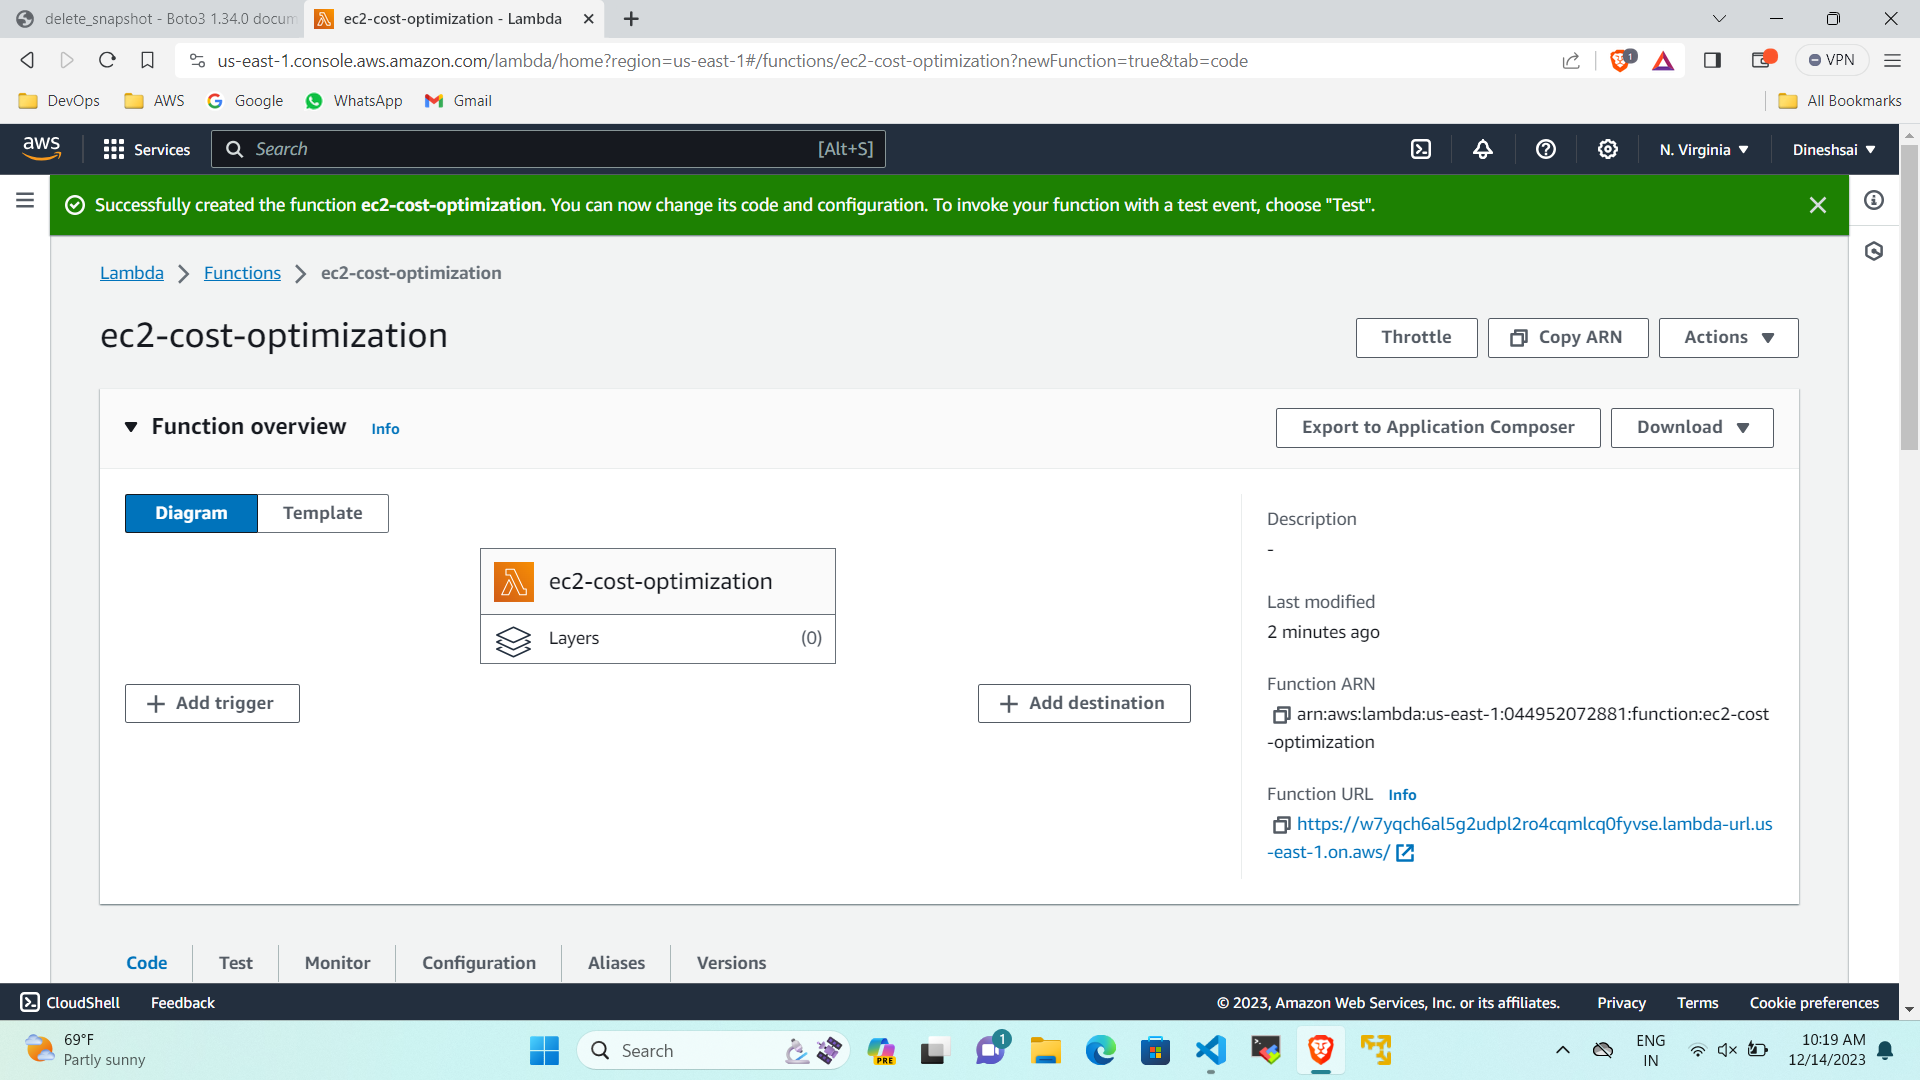 delete_snapshot - Boto3 1.34.0 docum
ec2-cost-optimization - Lambda
us-east-1.console.aws.amazon.com/lambda/home?region=us-east-1#/functions/ec2-cost-optimization?newFunction=true&tab=code
1
VPN
DevOps
AWS
Google
WhatsApp
Gmail
All Bookmarks
aws
Services
Search
[Alt+S]
N. Virginia
Dineshsai
Successfully created the function ec2-cost-optimization. You can now change its code and configuration. To invoke your function with a test event, choose "Test".
Lambda
Functions
ec2-cost-optimization
ec2-cost-optimization
Throttle
Copy ARN
Actions
Function overview
Info
Export to Application Composer
Download
Diagram
Template
ec2-cost-optimization
Layers
(0)
Add trigger
Add destination
Description
-
Last modified
2 minutes ago
Function ARN
arn:aws:lambda:us-east-1:044952072881:function:ec2-cost
-optimization
Function URL
Info
https://w7yqch6al5g2udpl2ro4cqmlcq0fyvse.lambda-url.us
-east-1.on.aws/
Code
Test
Monitor
Configuration
Aliases
Versions
CloudShell
Feedback
© 2023, Amazon Web Services, Inc. or its affiliates.
Privacy
Terms
Cookie preferences
69°F
Partly sunny
Search
PRE
1
ENG
IN
10:19 AM
12/14/2023